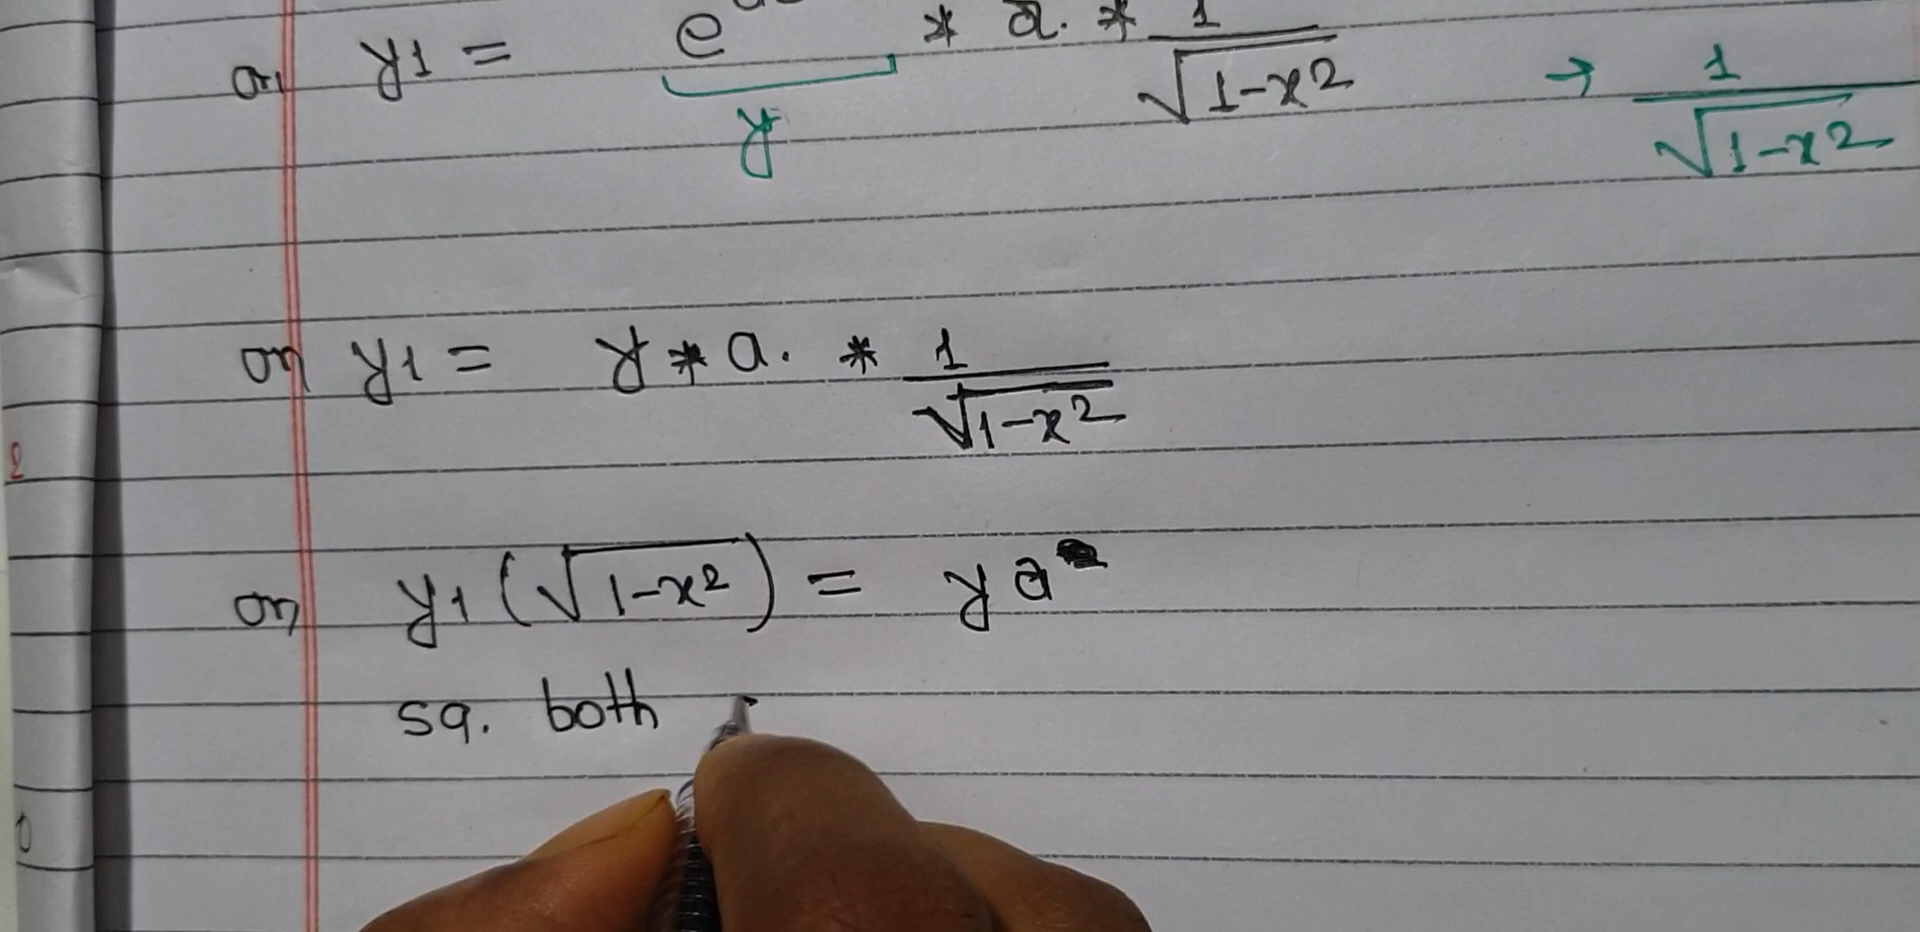 or y1 = e * a. * 1/√1-x2 → 1/√1-x2
y
or y1 = y * a. * 1/√1-x2
or y1 (√1-x2) = ya
sq. both